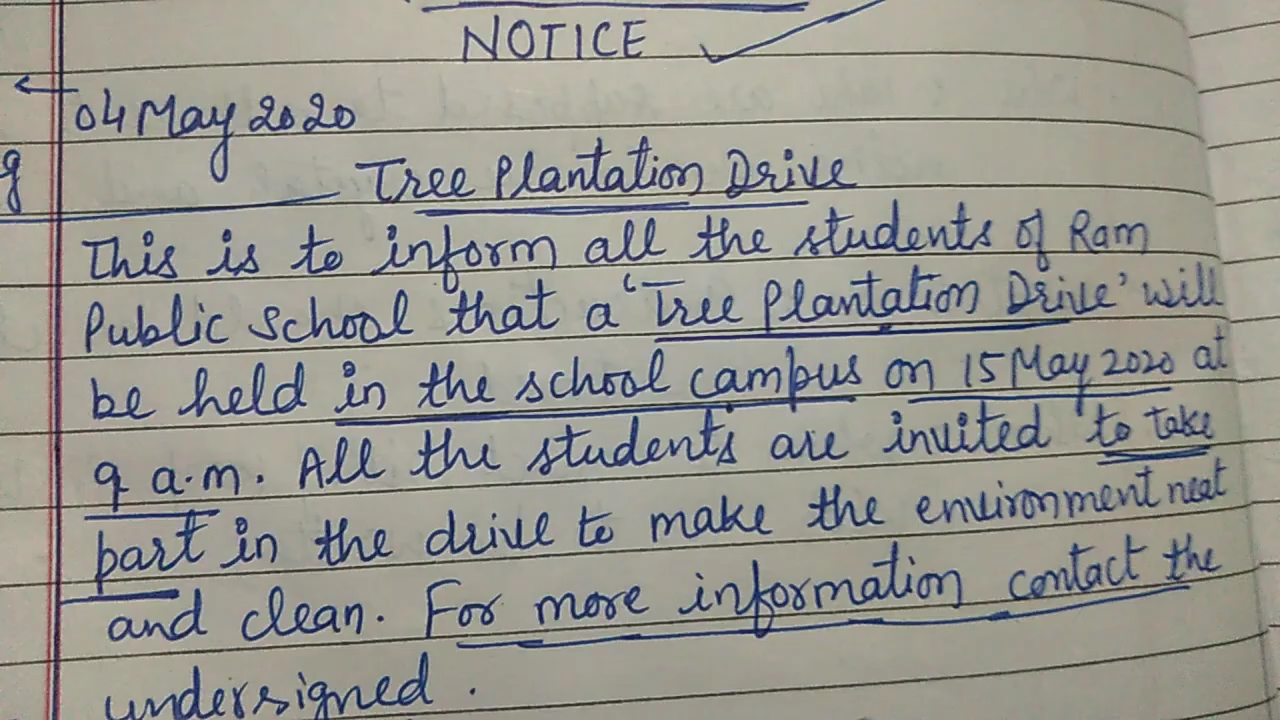 NOTICE
04 May 2020
g
Tree Plantation Drive
This is to inform all the students of Ram
Public School that a 'Tree Plantation Drive' will
be held in the school campus on 15 May 2020 at
9 a.m. All the students are invited to take
part in the drive to make the environment neat
and clean. For more information contact the
undersigned.